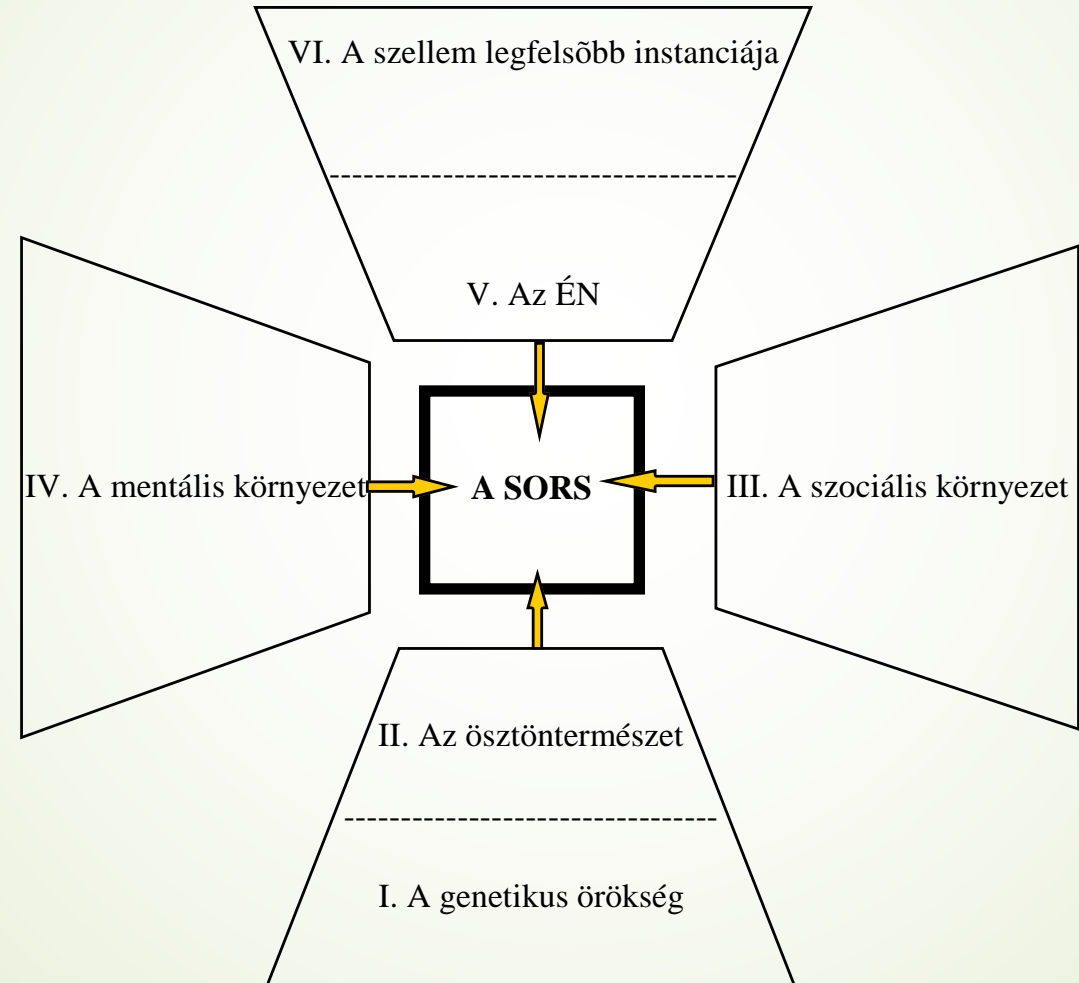 VI. A szellem legfelsõbb instanciája
V. Az ÉN
IV. A mentális környezet
A SORS
III. A szociális környezet
II. Az ösztöntermészet
I. A genetikus örökség